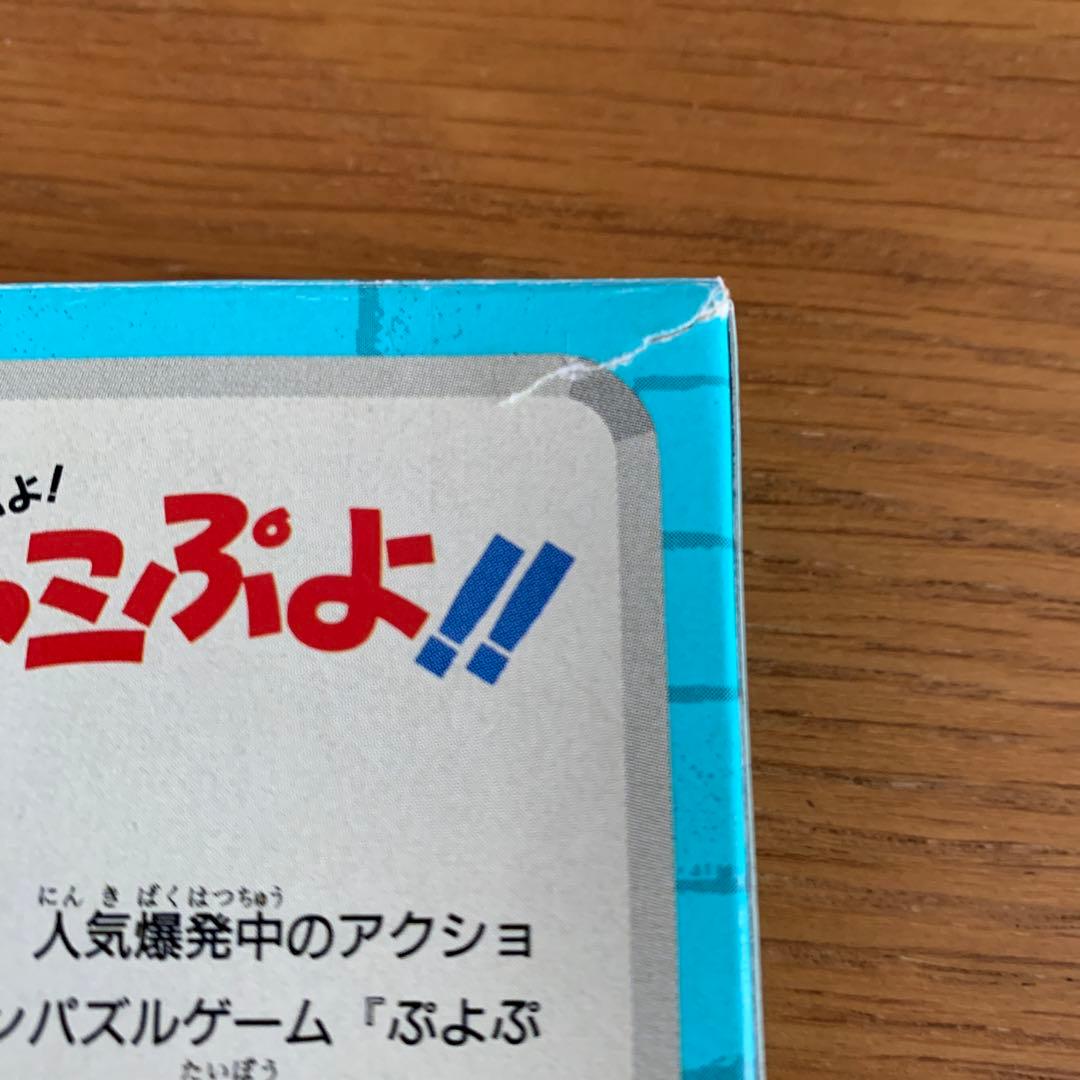 よ!
こぷよ!!
にんきばくはつちゅう
人気爆発中のアクショ
ンパズルゲーム『ぷよぷ
たいぼう